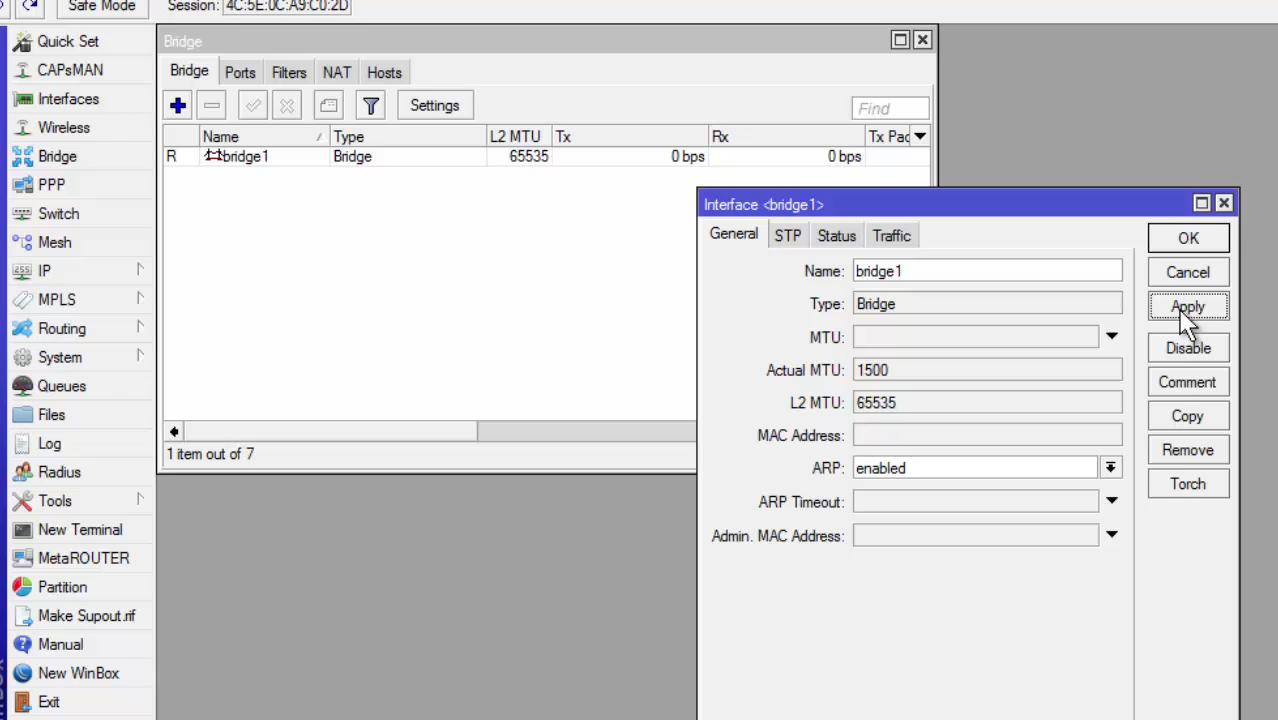 Safe Mode
Session: 4C:5E:0C:A9:C0:2D
Quick Set
CAPsMAN
Interfaces
Wireless
Bridge
PPP
Switch
Mesh
IP
MPLS
Routing
System
Queues
Files
Log
Radius
Tools
New Terminal
MetaROUTER
Partition
Make Supout.rif
Manual
New WinBox
Exit
Bridge
Bridge Ports Filters NAT Hosts
Settings
Find
Name Type L2 MTU Tx Rx Tx Pac
R bridge1 Bridge 65535 0 bps 0 bps
1 item out of 7
Interface <bridge1>
General STP Status Traffic
Name: bridge1
Type: Bridge
MTU:
Actual MTU: 1500
L2 MTU: 65535
MAC Address:
ARP: enabled
ARP Timeout:
Admin. MAC Address:
OK
Cancel
Apply
Disable
Comment
Copy
Remove
Torch